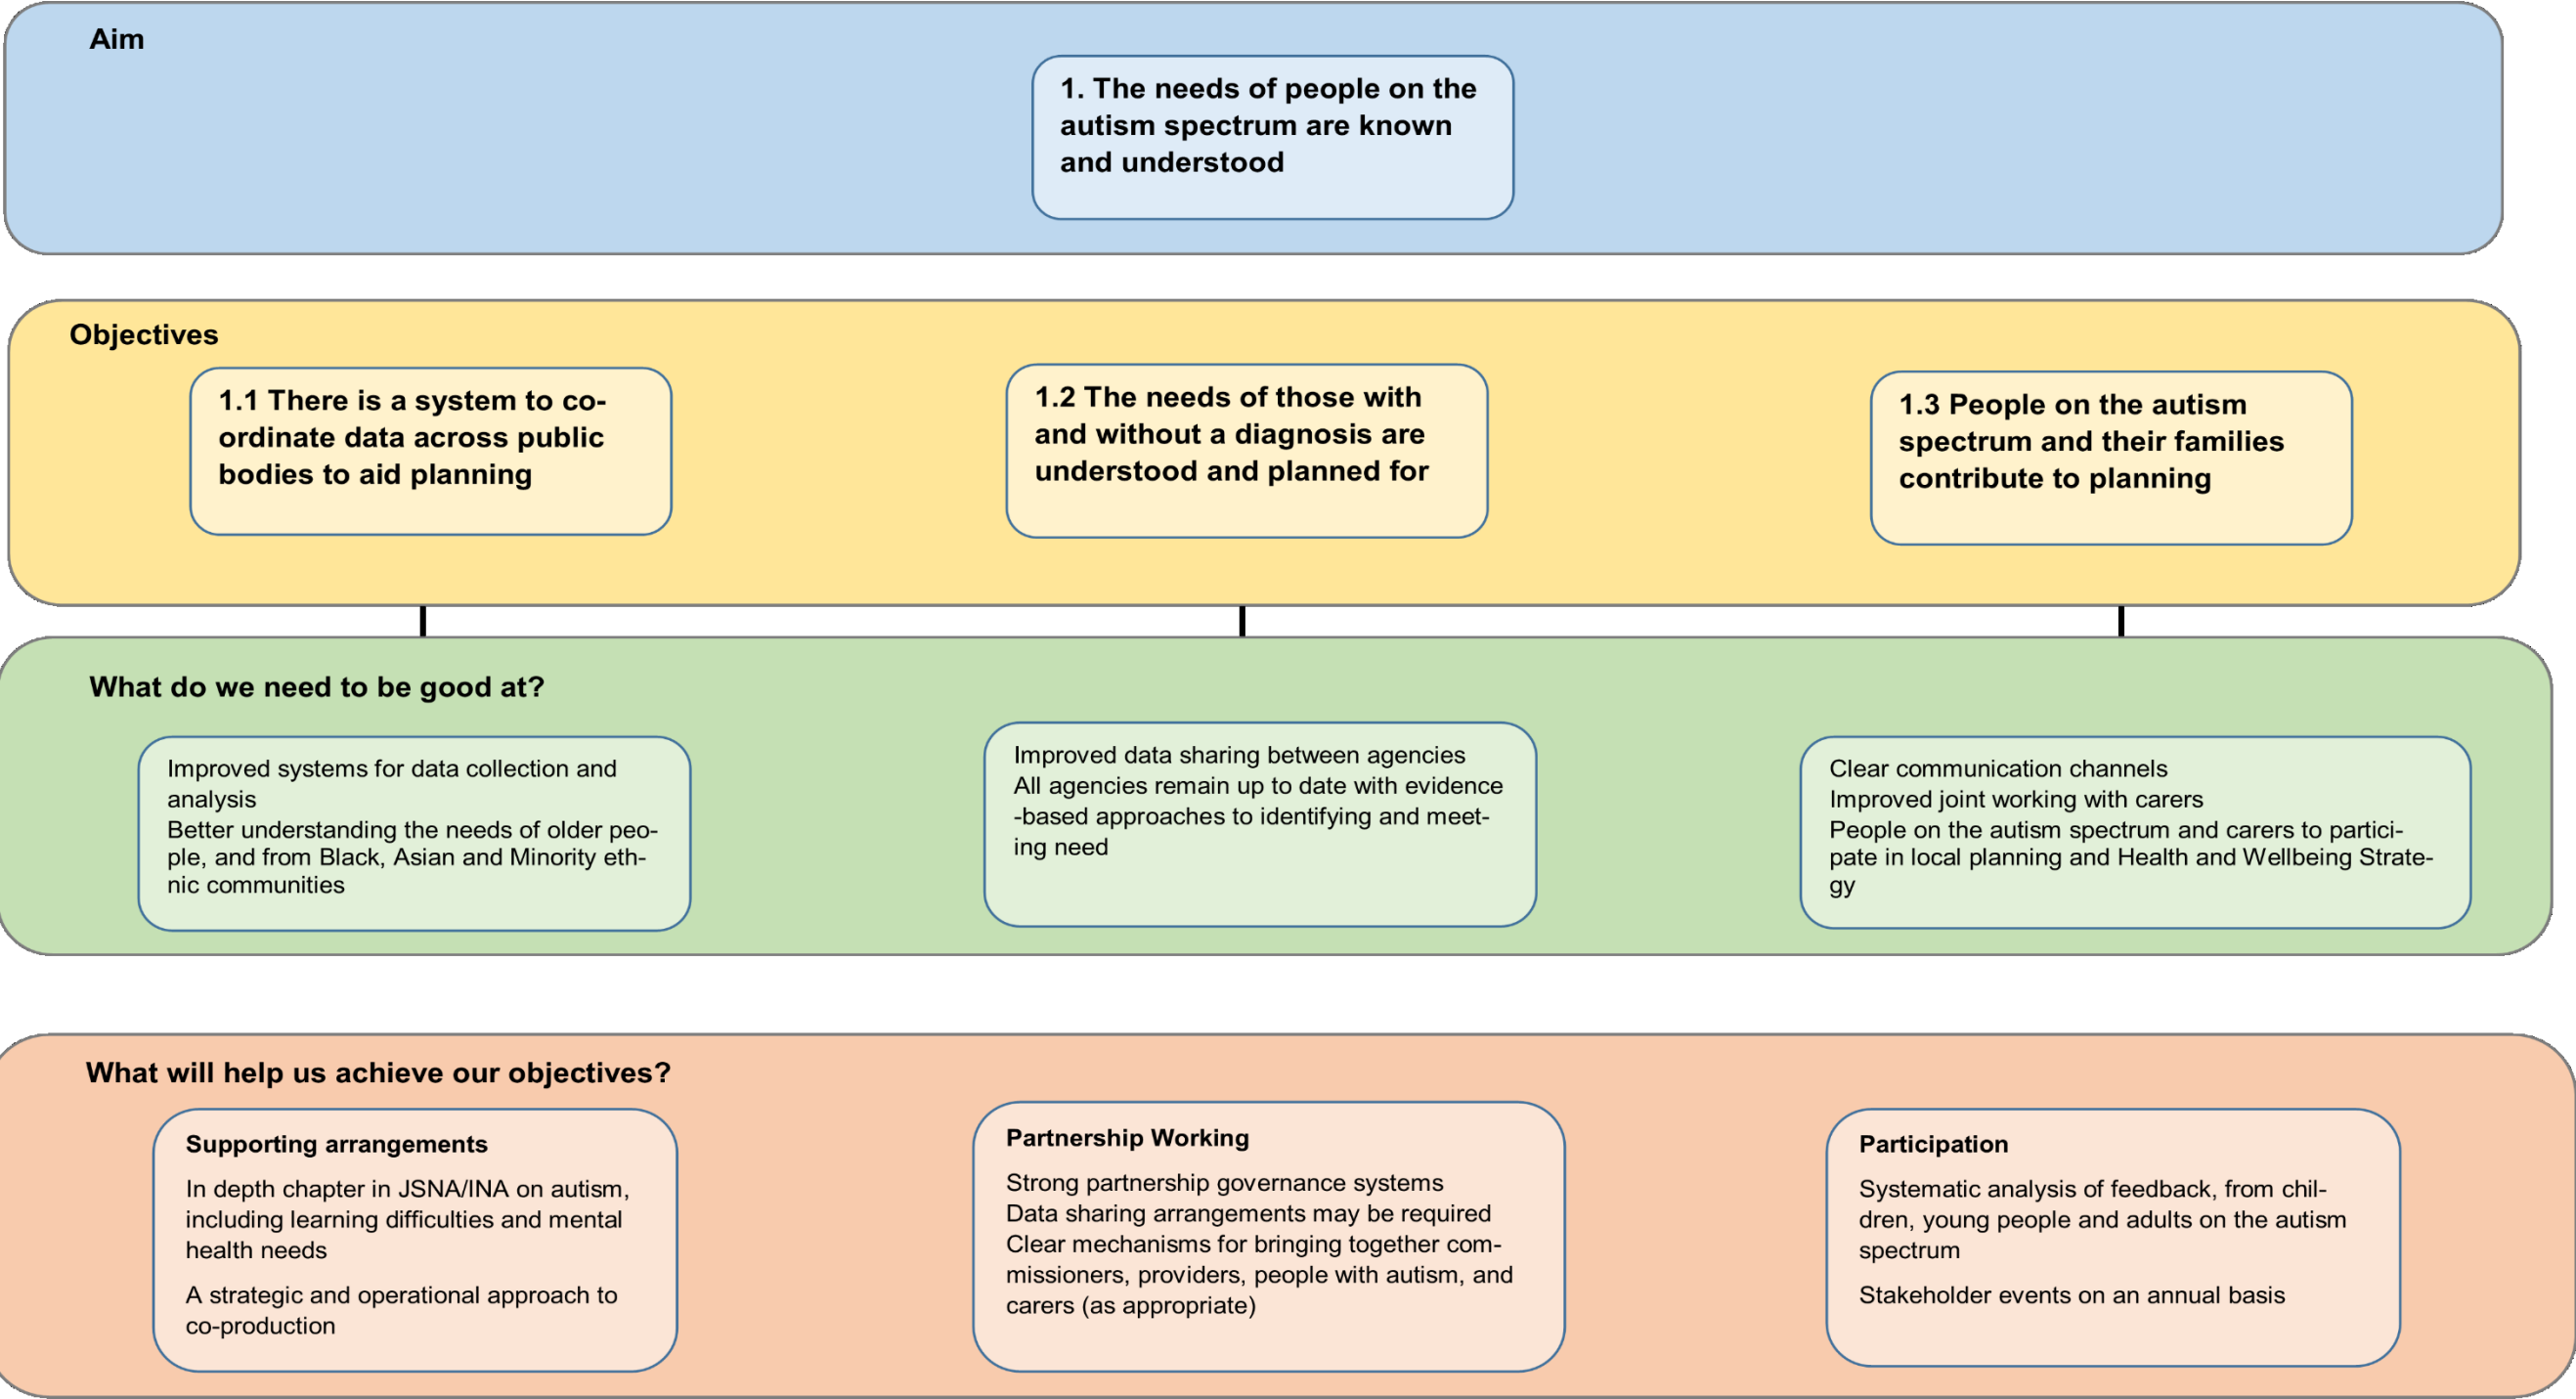 Aim
1. The needs of people on the
autism spectrum are known
and understood
Objectives
1.1 There is a system to co-
ordinate data across public
bodies to aid planning
1.2 The needs of those with
and without a diagnosis are
understood and planned for
1.3 People on the autism
spectrum and their families
contribute to planning
What do we need to be good at?
Improved systems for data collection and
analysis
Better understanding the needs of older peo-
ple, and from Black, Asian and Minority eth-
nic communities
Improved data sharing between agencies
All agencies remain up to date with evidence
-based approaches to identifying and meet-
ing need
Clear communication channels
Improved joint working with carers
People on the autism spectrum and carers to partici-
pate in local planning and Health and Wellbeing Strate-
gy
What will help us achieve our objectives?
Supporting arrangements
In depth chapter in JSNA/INA on autism,
including learning difficulties and mental
health needs
A strategic and operational approach to
co-production
Partnership Working
Strong partnership governance systems
Data sharing arrangements may be required
Clear mechanisms for bringing together com-
missioners, providers, people with autism, and
carers (as appropriate)
Participation
Systematic analysis of feedback, from chil-
dren, young people and adults on the autism
spectrum
Stakeholder events on an annual basis